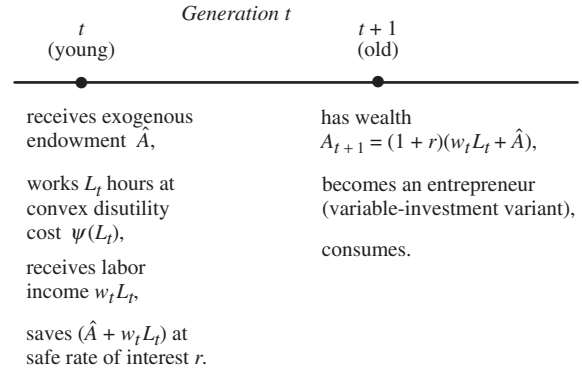 Generation t
t
(young)
t + 1
(old)
receives exogenous
endowment Â,
works L_t hours at
convex disutility
cost ψ(L_t),
receives labor
income w_tL_t,
saves (Â + w_tL_t) at
safe rate of interest r.
has wealth
A_{t + 1} = (1 + r)(w_tL_t + Â),
becomes an entrepreneur
(variable-investment variant),
consumes.